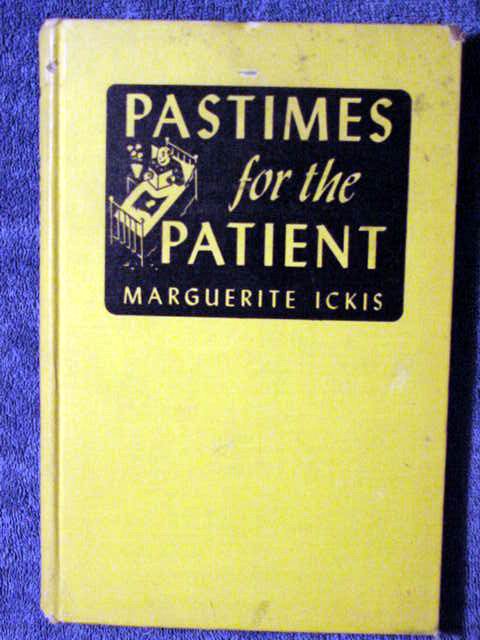 PASTIMES
for the
PATIENT
MARGUERITE ICKIS